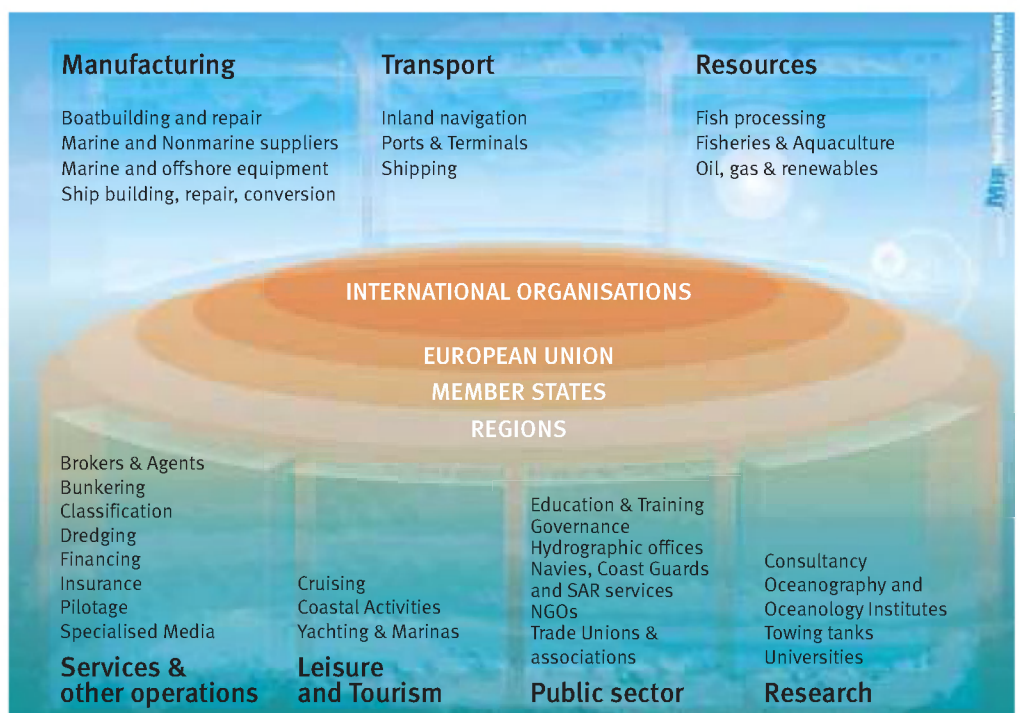 Manufacturing
Boatbuilding and repair
Marine and Nonmarine suppliers
Marine and offshore equipment
Ship building, repair, conversion
Transport
Inland navigation
Ports & Terminals
Shipping
Resources
Fish processing
Fisheries & Aquaculture
Oil, gas & renewables
MIF
INTERNATIONAL ORGANISATIONS
EUROPEAN UNION
MEMBER STATES
REGIONS
Brokers & Agents
Bunkering
Classification
Dredging
Financing
Insurance
Pilotage
Specialised Media
Services &
other operations
Cruising
Coastal Activities
Yachting & Marinas
Leisure
and Tourism
Education & Training
Governance
Hydrographic offices
Navies, Coast Guards
and SAR services
NGOs
Trade Unions &
associations
Public sector
Consultancy
Oceanography and
Oceanology Institutes
Towing tanks
Universities
Research